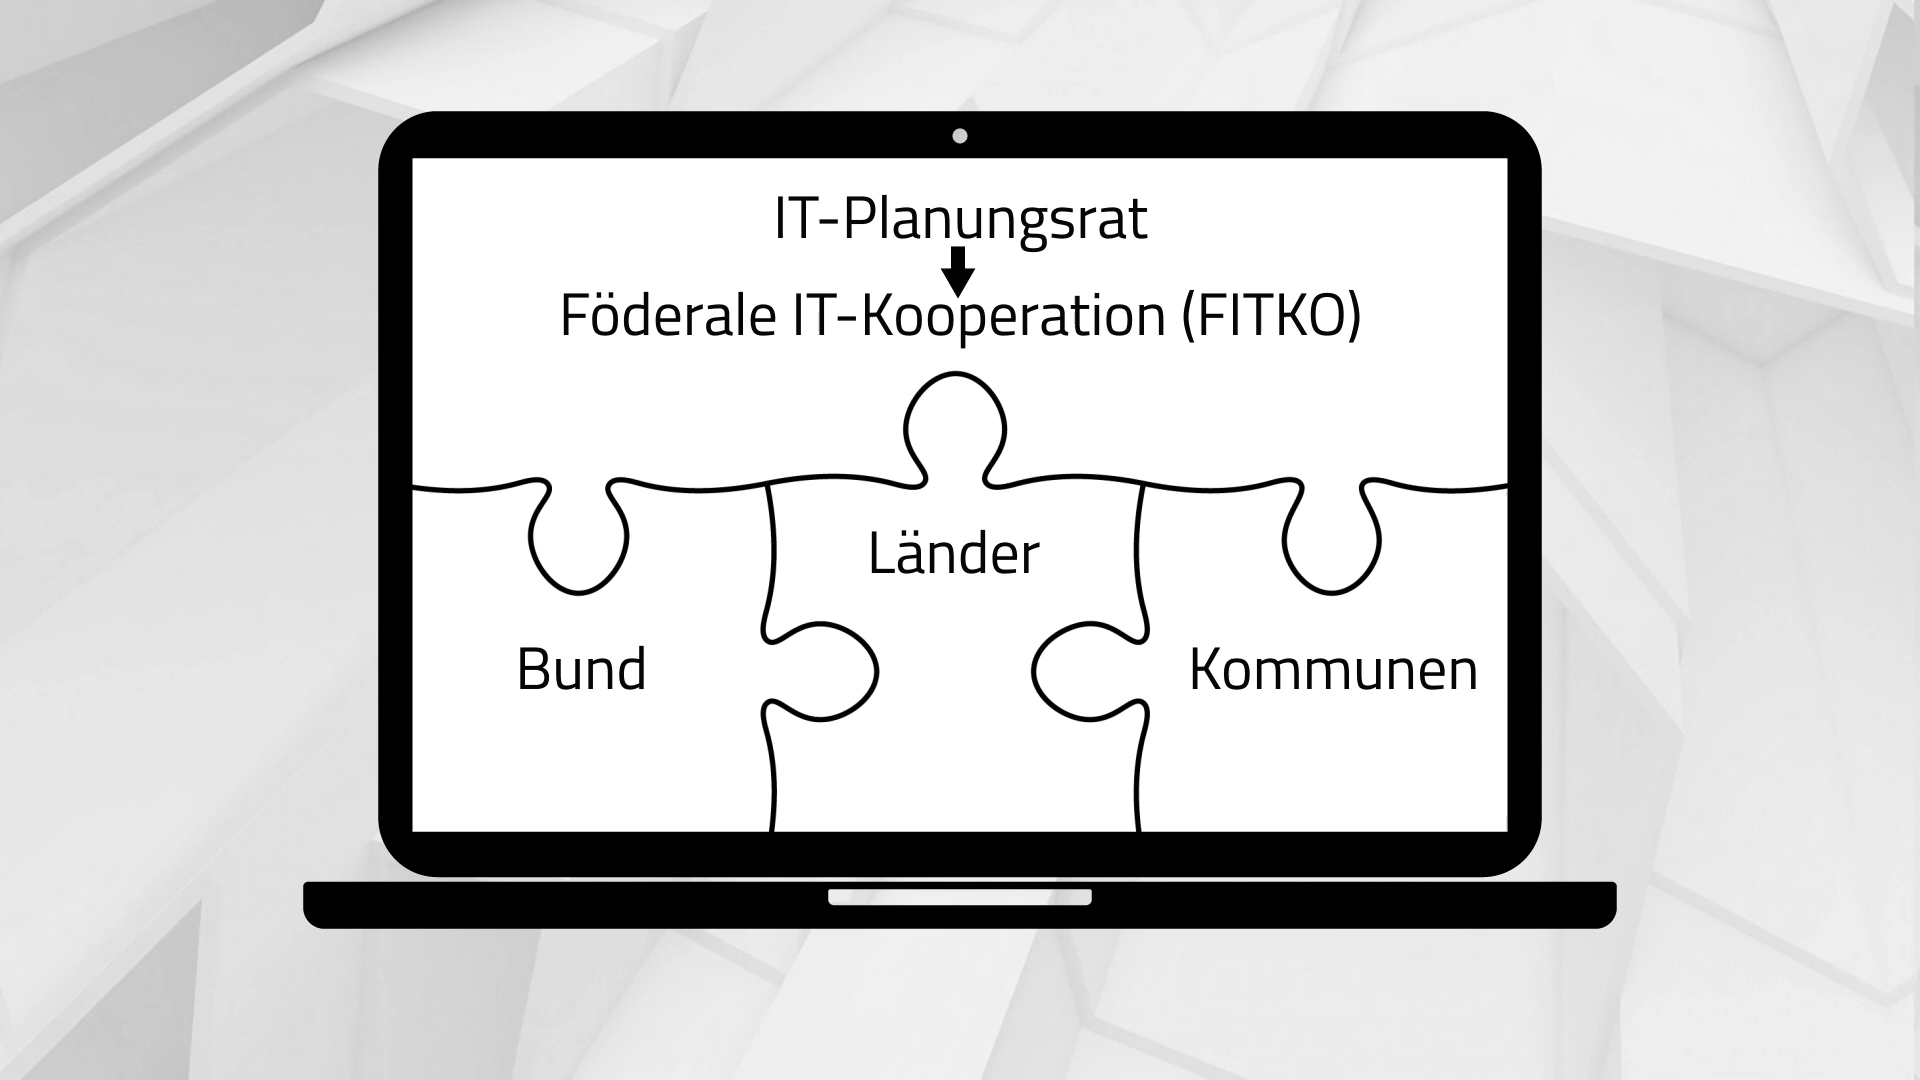 IT-Planungsrat
Föderale IT-Kooperation (FITKO)
Länder
Bund
Kommunen